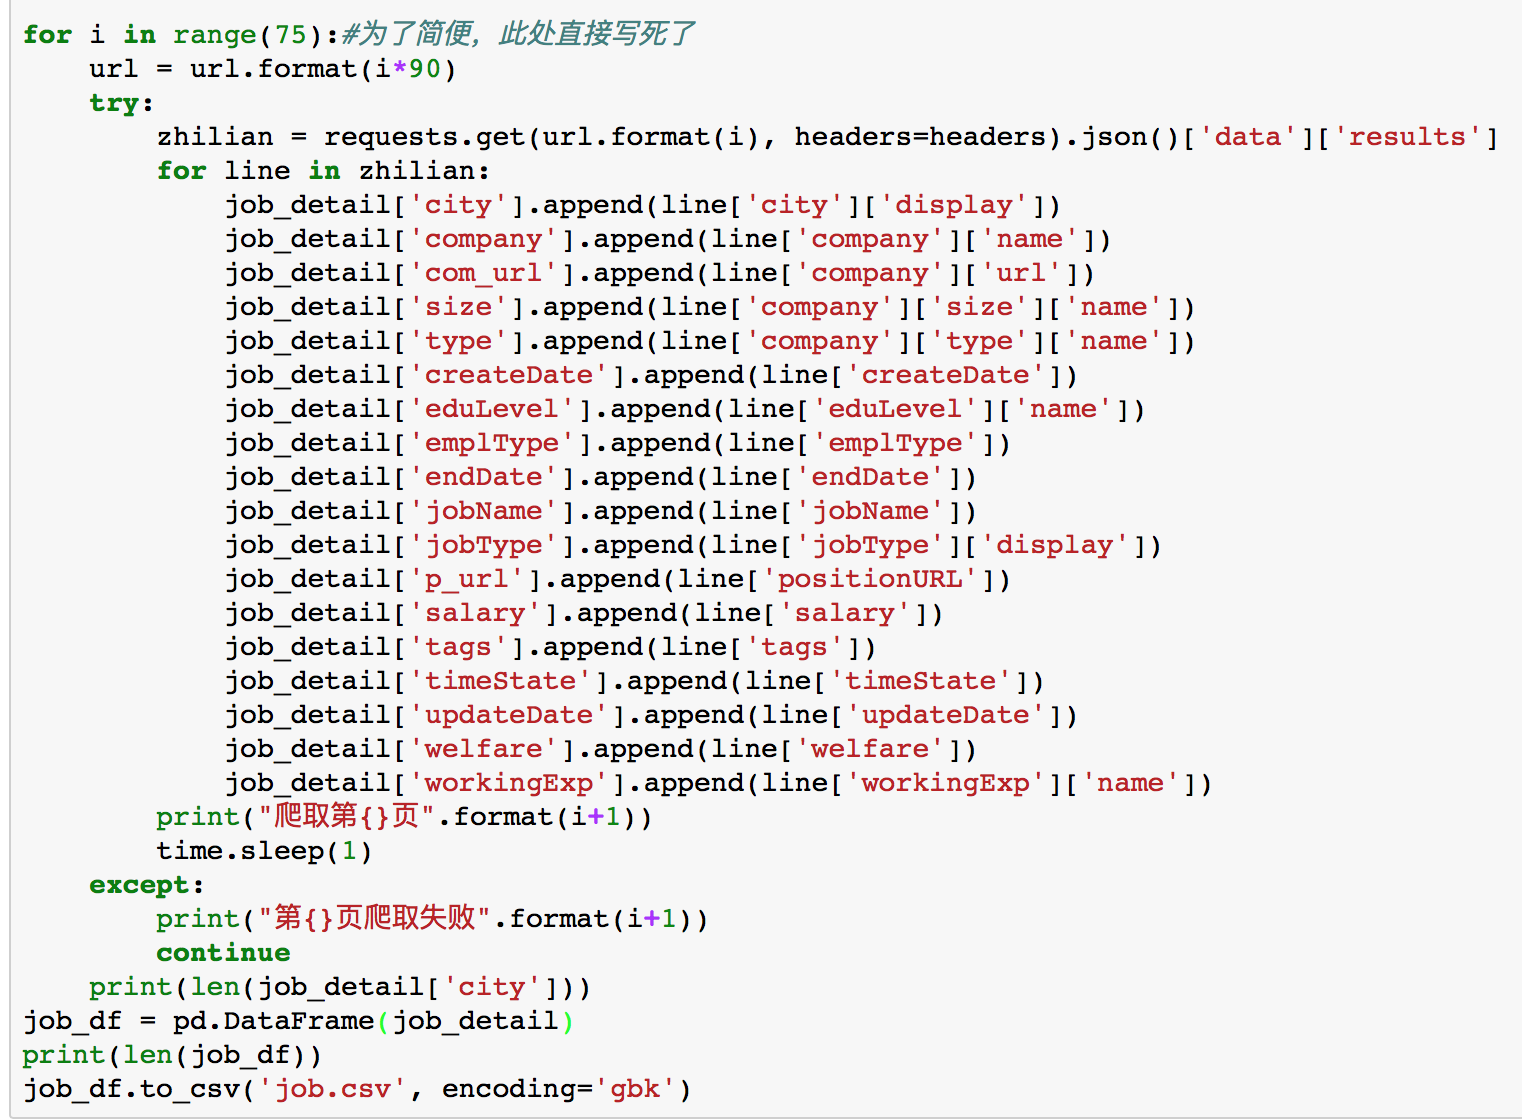 for i in range(75):#为了简便，此处直接写死了
    url = url.format(i*90)
    try:
        zhilian = requests.get(url.format(i), headers=headers).json()['data']['results']
        for line in zhilian:
            job_detail['city'].append(line['city']['display'])
            job_detail['company'].append(line['company']['name'])
            job_detail['com_url'].append(line['company']['url'])
            job_detail['size'].append(line['company']['size']['name'])
            job_detail['type'].append(line['company']['type']['name'])
            job_detail['createDate'].append(line['createDate'])
            job_detail['eduLevel'].append(line['eduLevel']['name'])
            job_detail['emplType'].append(line['emplType'])
            job_detail['endDate'].append(line['endDate'])
            job_detail['jobName'].append(line['jobName'])
            job_detail['jobType'].append(line['jobType']['display'])
            job_detail['p_url'].append(line['positionURL'])
            job_detail['salary'].append(line['salary'])
            job_detail['tags'].append(line['tags'])
            job_detail['timeState'].append(line['timeState'])
            job_detail['updateDate'].append(line['updateDate'])
            job_detail['welfare'].append(line['welfare'])
            job_detail['workingExp'].append(line['workingExp']['name'])
        print("爬取第{}页".format(i+1))
        time.sleep(1)
    except:
        print("第{}页爬取失败".format(i+1))
        continue
    print(len(job_detail['city']))
job_df = pd.DataFrame(job_detail)
print(len(job_df))
job_df.to_csv('job.csv', encoding='gbk')